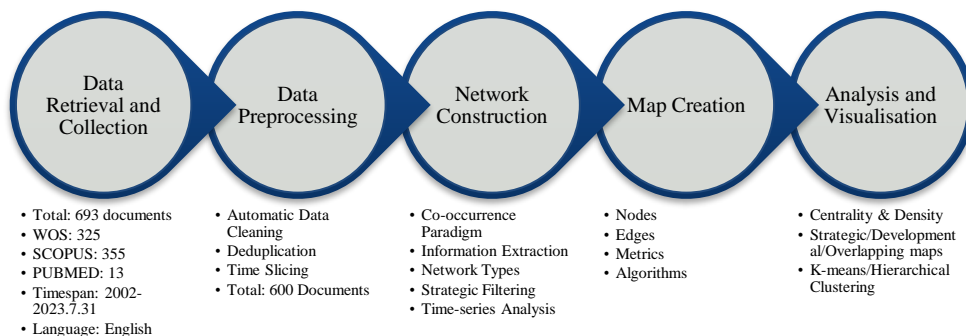 Data
Retrieval and
Collection
Data
Preprocessing
Network
Construction
Map Creation
Analysis and
Visualisation
• Total: 693 documents
• WOS: 325
• SCOPUS: 355
• PUBMED: 13
• Timespan: 2002-
2023.7.31
• Language: English
• Automatic Data
Cleaning
• Deduplication
• Time Slicing
• Total: 600 Documents
• Co-occurrence
Paradigm
• Information Extraction
• Network Types
• Strategic Filtering
• Time-series Analysis
• Nodes
• Edges
• Metrics
• Algorithms
• Centrality & Density
• Strategic/Development
al/Overlapping maps
• K-means/Hierarchical
Clustering